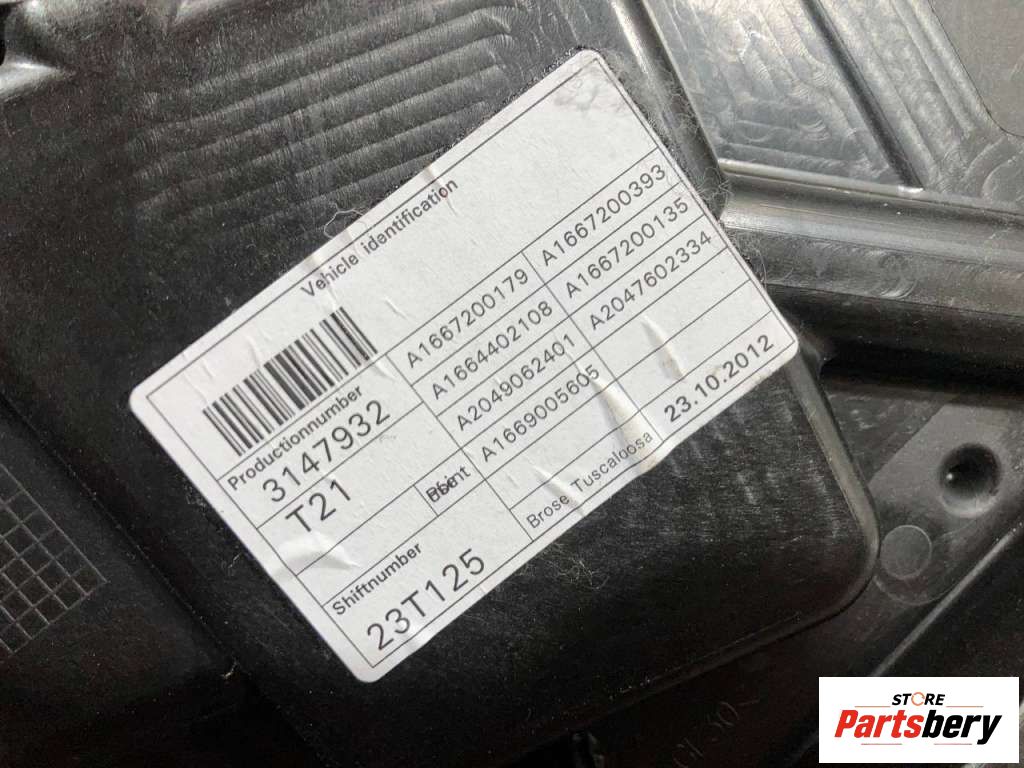 Vehicle identification
Productionnumber
3147932
T21
Shiftnumber
23T125
A1667200179 A1667200393
A1664402108 A1667200135
A2049062401 A2047602334
A1669005605
Brose Tuscaloosa 23.10.2012
STORE
Partsbery